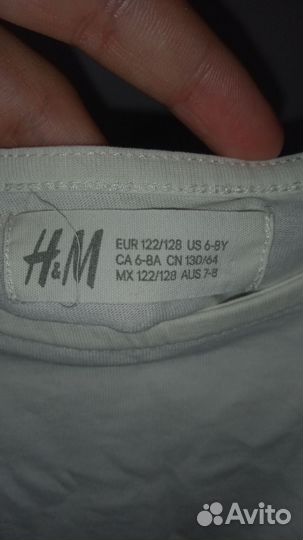 H&M
EUR 122/128 US 6-8Y
CA 6-8A CN 130/64
MX 122/128 AUS 7-8
Avito